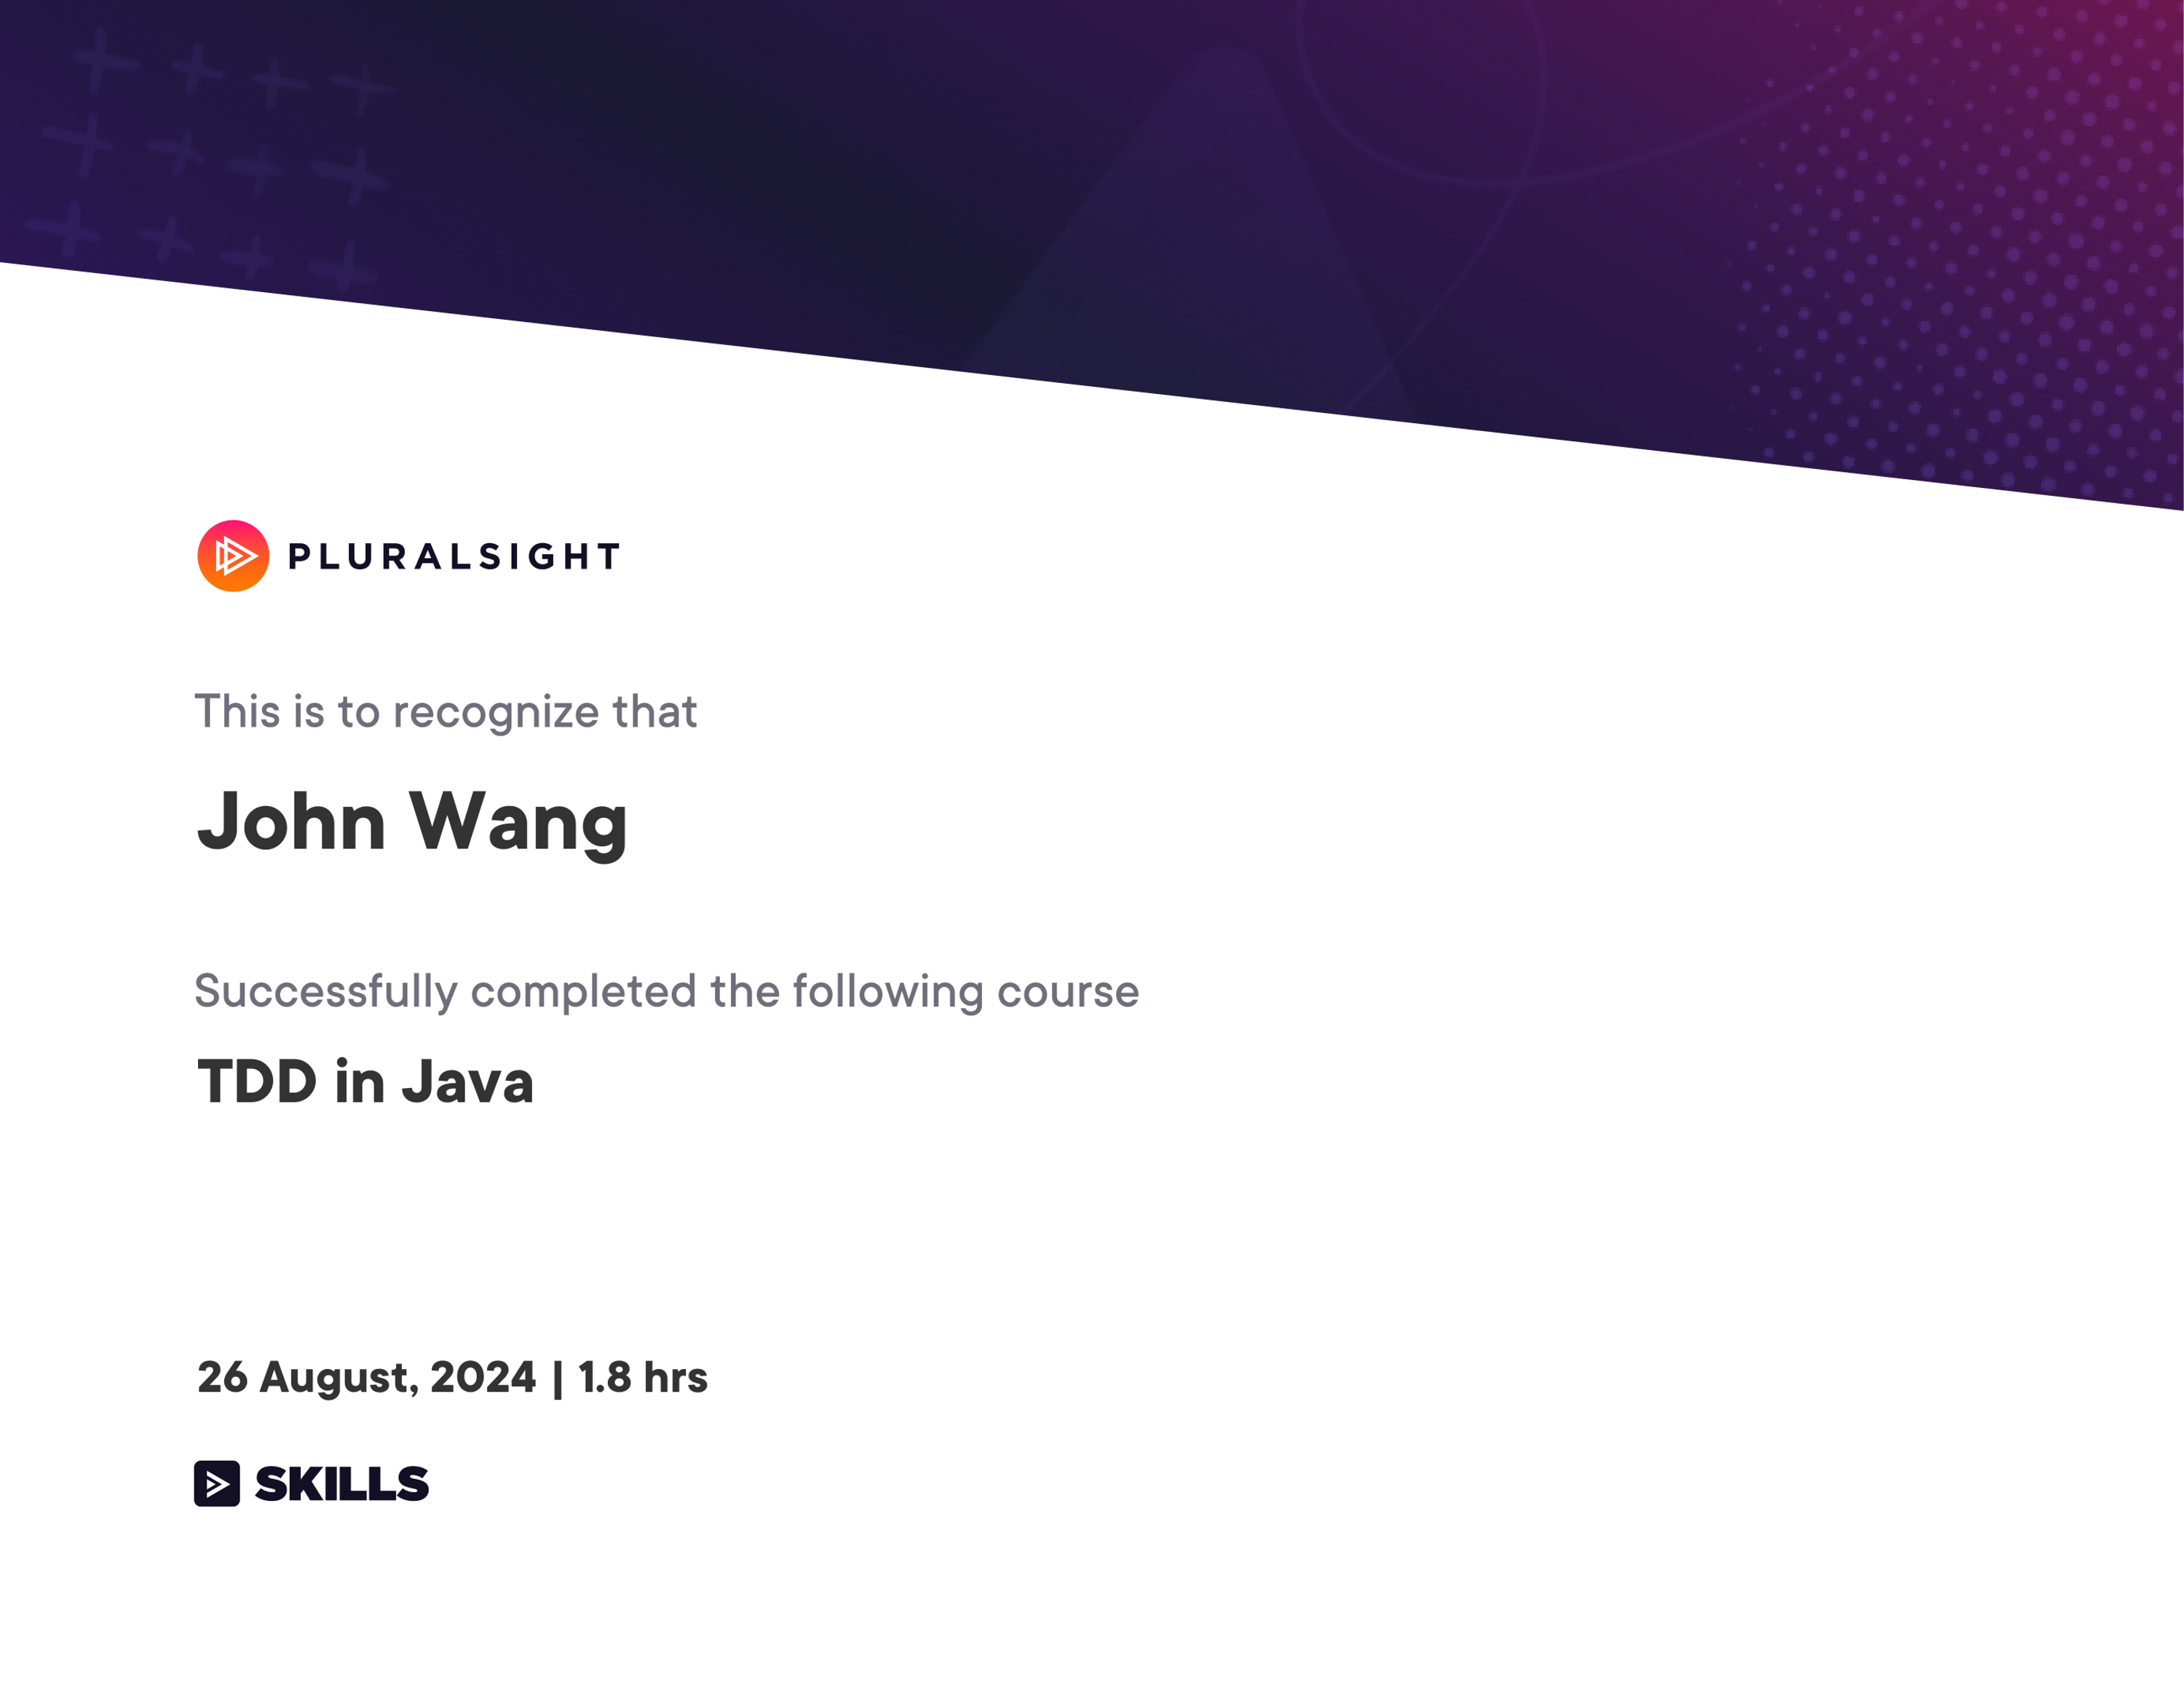 PLURALSIGHT
This is to recognize that
John Wang
Successfully completed the following course
TDD in Java
26 August, 2024 | 1.8 hrs
SKILLS